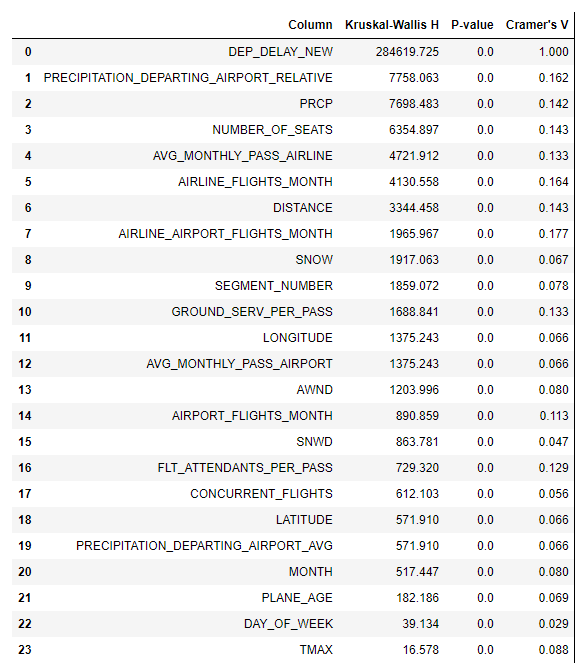 Column Kruskal-Wallis H P-value Cramer's V
0 DEP_DELAY_NEW 284619.725 0.0 1.000
1 PRECIPITATION_DEPARTING_AIRPORT_RELATIVE 7758.063 0.0 0.162
2 PRCP 7698.483 0.0 0.142
3 NUMBER_OF_SEATS 6354.897 0.0 0.143
4 AVG_MONTHLY_PASS_AIRLINE 4721.912 0.0 0.133
5 AIRLINE_FLIGHTS_MONTH 4130.558 0.0 0.164
6 DISTANCE 3344.458 0.0 0.143
7 AIRLINE_AIRPORT_FLIGHTS_MONTH 1965.967 0.0 0.177
8 SNOW 1917.063 0.0 0.067
9 SEGMENT_NUMBER 1859.072 0.0 0.078
10 GROUND_SERV_PER_PASS 1688.841 0.0 0.133
11 LONGITUDE 1375.243 0.0 0.066
12 AVG_MONTHLY_PASS_AIRPORT 1375.243 0.0 0.066
13 AWND 1203.996 0.0 0.080
14 AIRPORT_FLIGHTS_MONTH 890.859 0.0 0.113
15 SNWD 863.781 0.0 0.047
16 FLT_ATTENDANTS_PER_PASS 729.320 0.0 0.129
17 CONCURRENT_FLIGHTS 612.103 0.0 0.056
18 LATITUDE 571.910 0.0 0.066
19 PRECIPITATION_DEPARTING_AIRPORT_AVG 571.910 0.0 0.066
20 MONTH 517.447 0.0 0.080
21 PLANE_AGE 182.186 0.0 0.069
22 DAY_OF_WEEK 39.134 0.0 0.029
23 TMAX 16.578 0.0 0.088